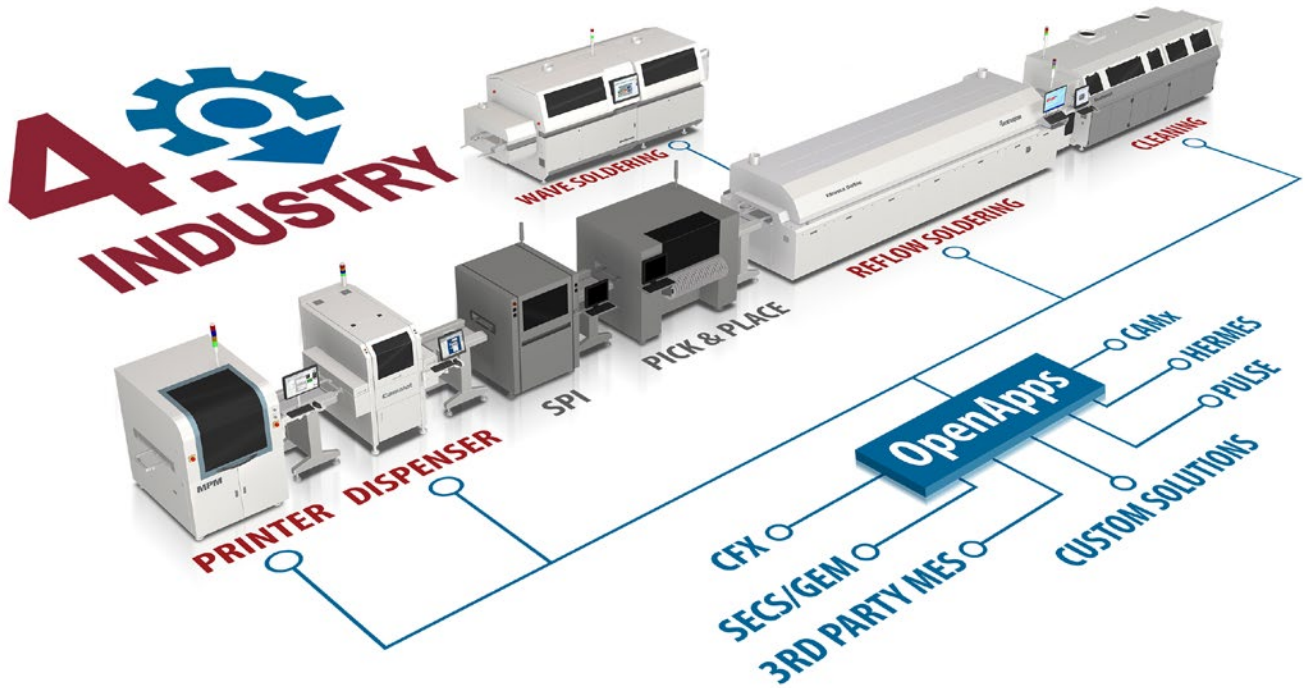 4.
INDUSTRY
WAVE SOLDERING
CLEANING
REFLOW SOLDERING
PICK & PLACE
SPI
Camalot
DISPENSER
MPM
PRINTER
OpenApps
CAMx
HERMES
PULSE
CUSTOM SOLUTIONS
CFX
SECS/GEM
3RD PARTY MES